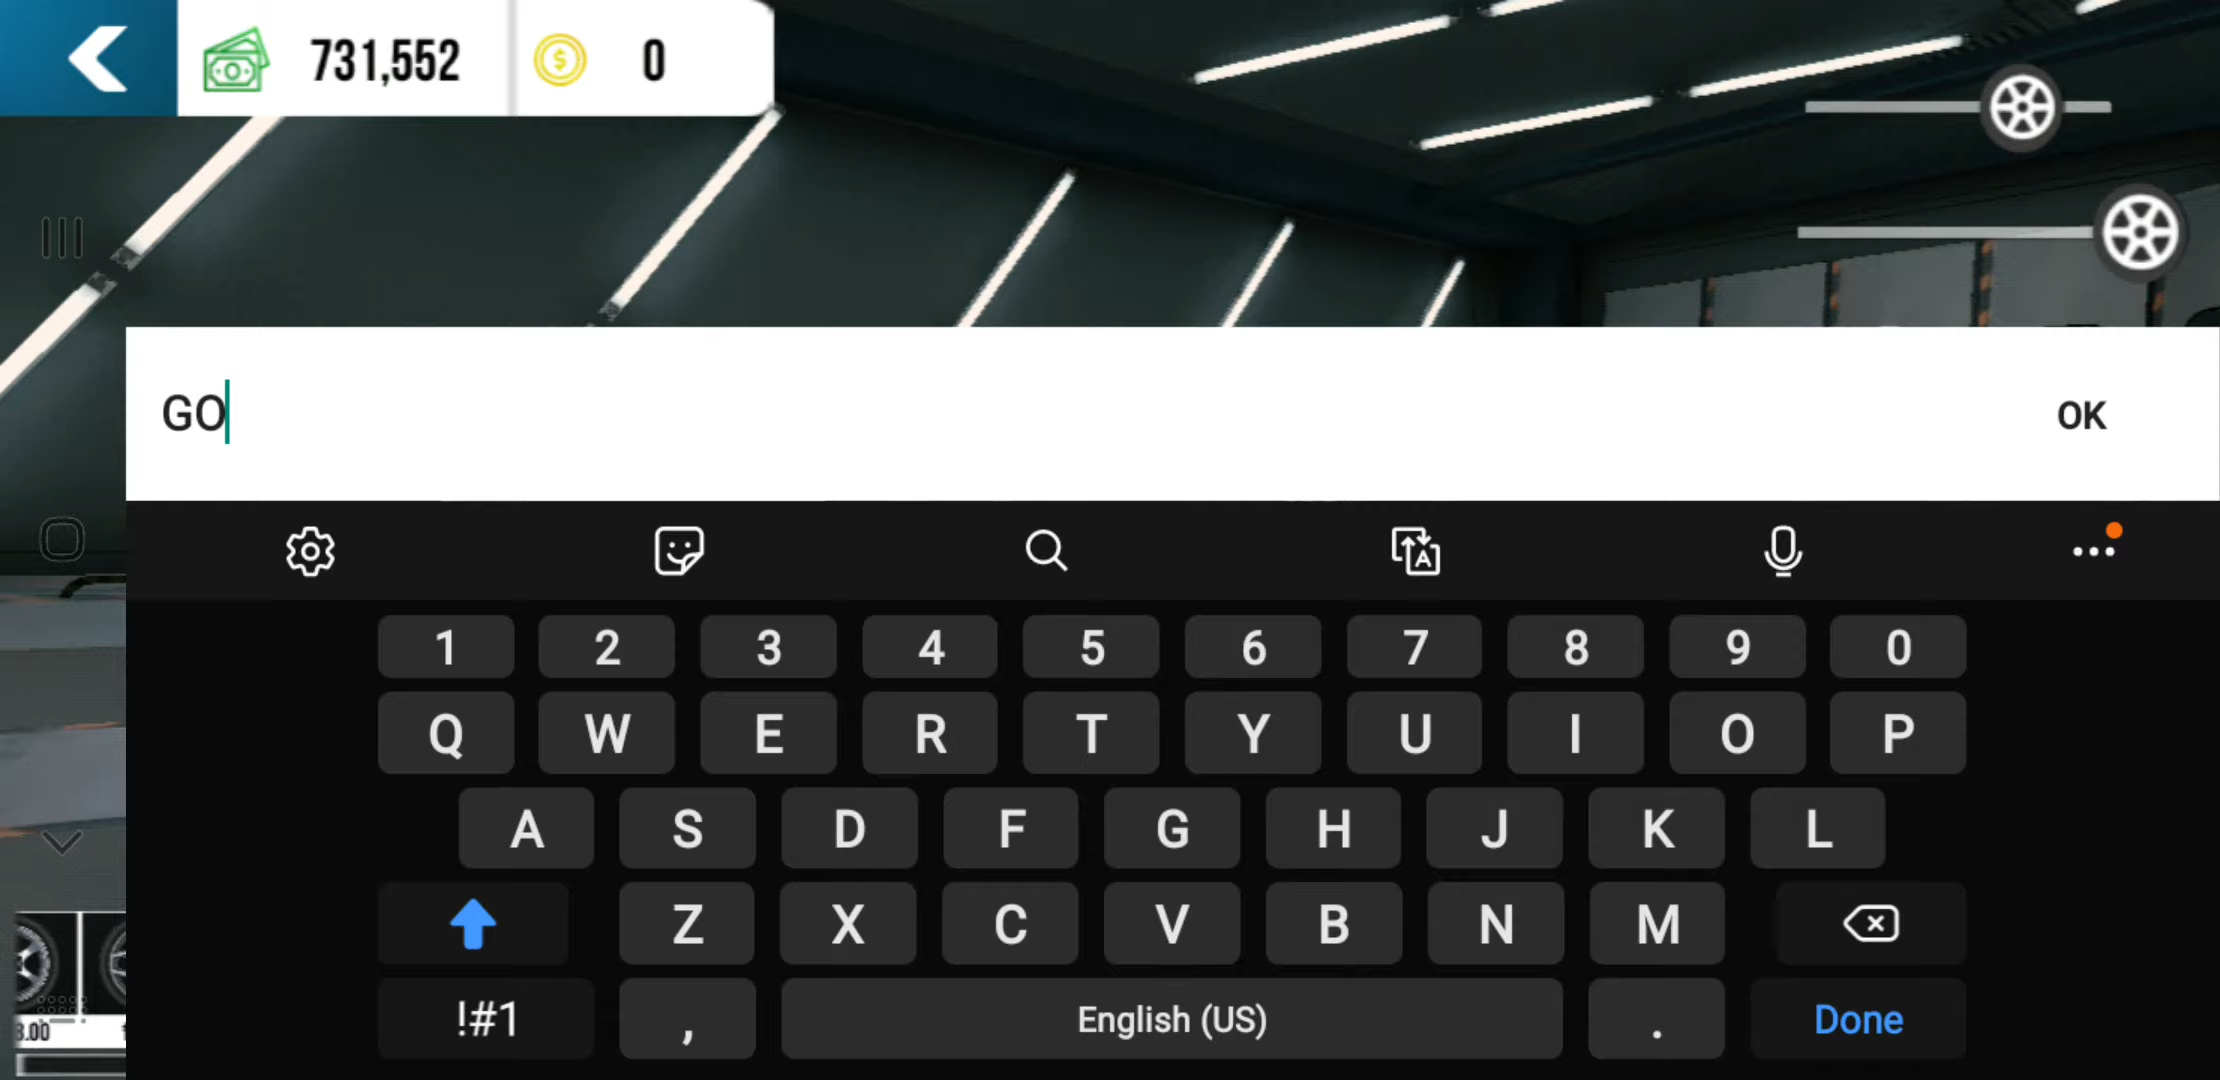 731,552 0
GO OK
1 2 3 4 5 6 7 8 9 0
Q W E R T Y U I O P
A S D F G H J K L
Z X C V B N M
!#1 , English (US) . Done